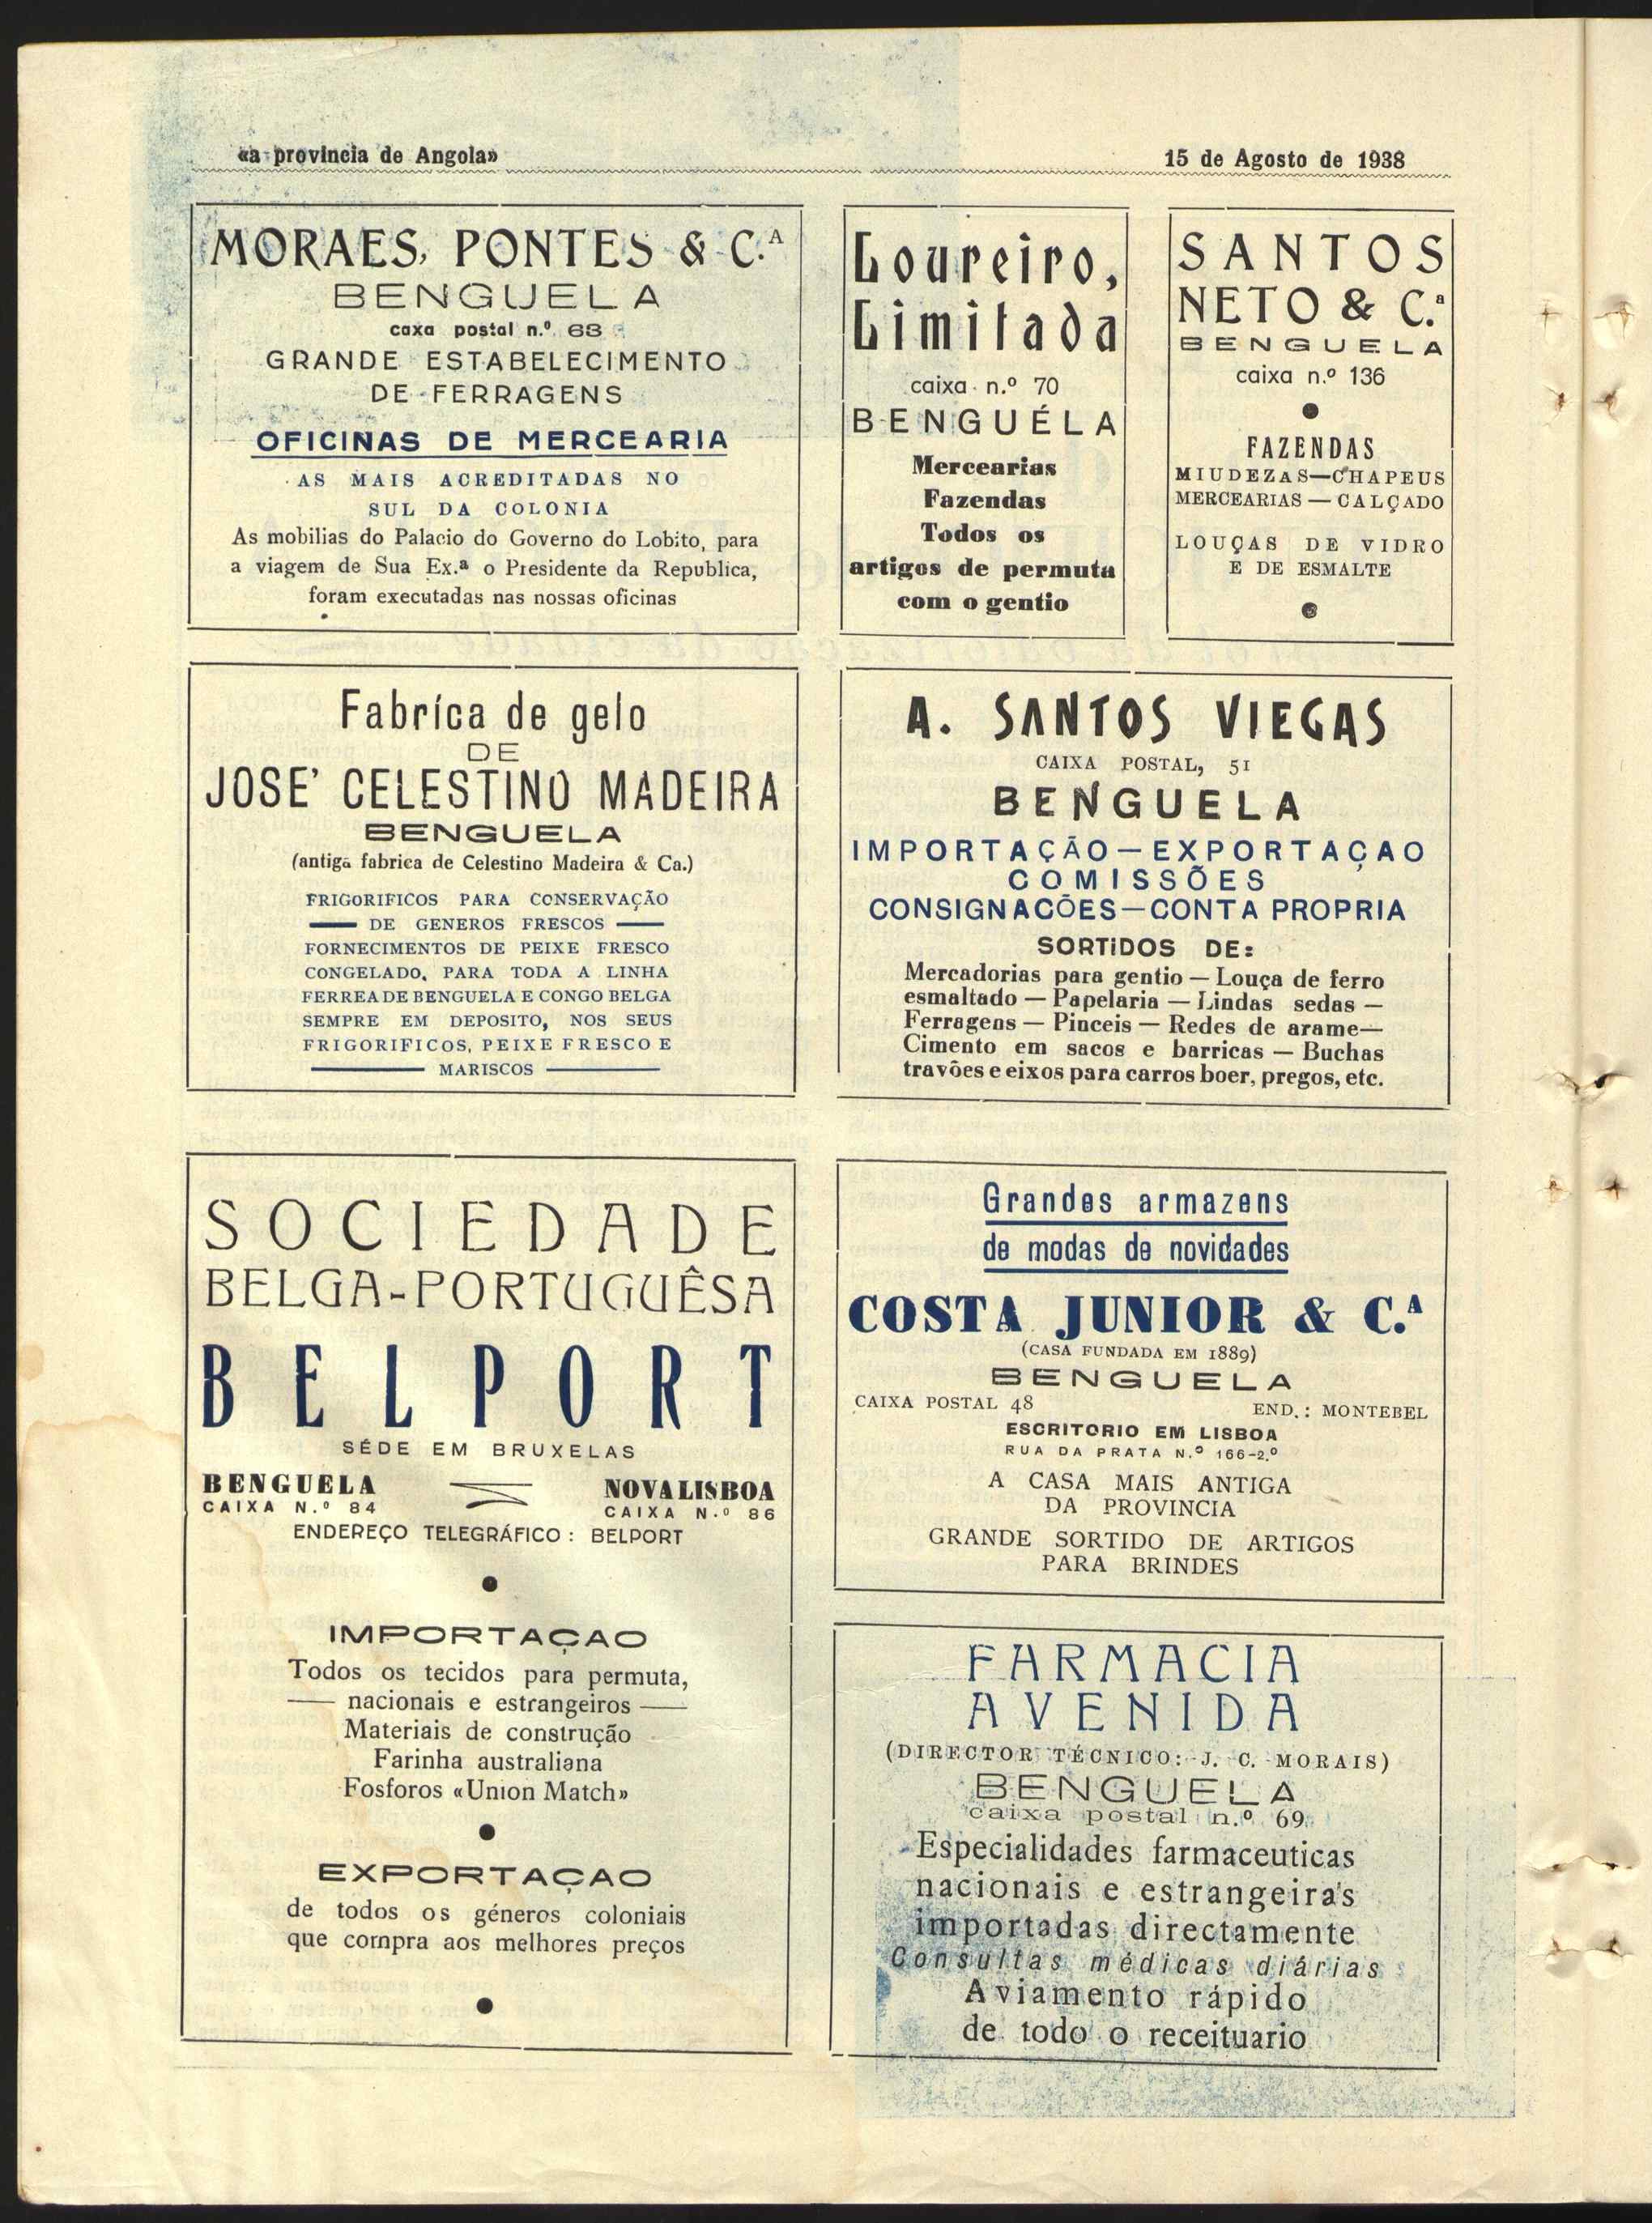 «a provincia de Angola»
15 de Agosto de 1938
MORAES, PONTES & C.ᴬ
BENGUELA
caxa postal n.º 63
GRANDE ESTABELECIMENTO
DE FERRAGENS
OFICINAS DE MERCEARIA
AS MAIS ACREDITADAS NO
SUL DA COLONIA
As mobilias do Palacio do Governo do Lobito, para
a viagem de Sua Ex.ª o Presidente da Republica,
foram executadas nas nossas oficinas
Loureiro,
Limitada
caixa n.º 70
BENGUÉLA
Mercearias
Fazendas
Todos os
artigos de permuta
com o gentio
SANTOS
NETO & C.ª
BENGUELA
caixa n.º 136
FAZENDAS
MIUDEZAS—CHAPEUS
MERCEARIAS — CALÇADO
LOUÇAS DE VIDRO
E DE ESMALTE
Fabríca de gelo
DE
JOSE' CELESTINO MADEIRA
BENGUELA
(antiga fabrica de Celestino Madeira & Ca.)
FRIGORIFICOS PARA CONSERVAÇÃO
— DE GENEROS FRESCOS —
FORNECIMENTOS DE PEIXE FRESCO
CONGELADO, PARA TODA A LINHA
FERREA DE BENGUELA E CONGO BELGA
SEMPRE EM DEPOSITO, NOS SEUS
FRIGORIFICOS, PEIXE FRESCO E
— MARISCOS —
A. SANTOS VIEGAS
CAIXA POSTAL, 51
BENGUELA
IMPORTAÇÃO—EXPORTAÇAO
COMISSÕES
CONSIGNACÕES—CONTA PROPRIA
SORTiDOS DE:
Mercadorias para gentio — Louça de ferro
esmaltado — Papelaria — Lindas sedas —
Ferragens — Pinceis — Redes de arame—
Cimento em sacos e barricas — Buchas
travões e eixos para carros boer, pregos, etc.
SOCIEDADE
BELGA-PORTUGUÊSA
BELPORT
SÉDE EM BRUXELAS
BENGUELA NOVA LISBOA
CAIXA N.º 84 CAIXA N.º 86
ENDEREÇO TELEGRÁFICO: BELPORT
IMPORTAÇAO
Todos os tecidos para permuta,
— nacionais e estrangeiros —
Materiais de construção
Farinha australiana
Fosforos «Union Match»
EXPORTAÇAO
de todos os géneros coloniais
que compra aos melhores preços
Grandes armazens
de modas de novidades
COSTA JUNIOR & C.ᴬ
(CASA FUNDADA EM 1889)
BENGUELA
CAIXA POSTAL 48 END.: MONTEBEL
ESCRITORIO EM LISBOA
RUA DA PRATA N.º 166-2.º
A CASA MAIS ANTIGA
DA PROVINCIA
GRANDE SORTIDO DE ARTIGOS
PARA BRINDES
FARMACIA
AVENIDA
(DIRECTOR TÉCNICO: J. C. MORAIS)
BENGUELA
caixa postal n.º 69
Especialidades farmaceuticas
nacionais e estrangeiras
importadas directamente
Consultas médicas diárias
Aviamento rápido
de todo o receituario